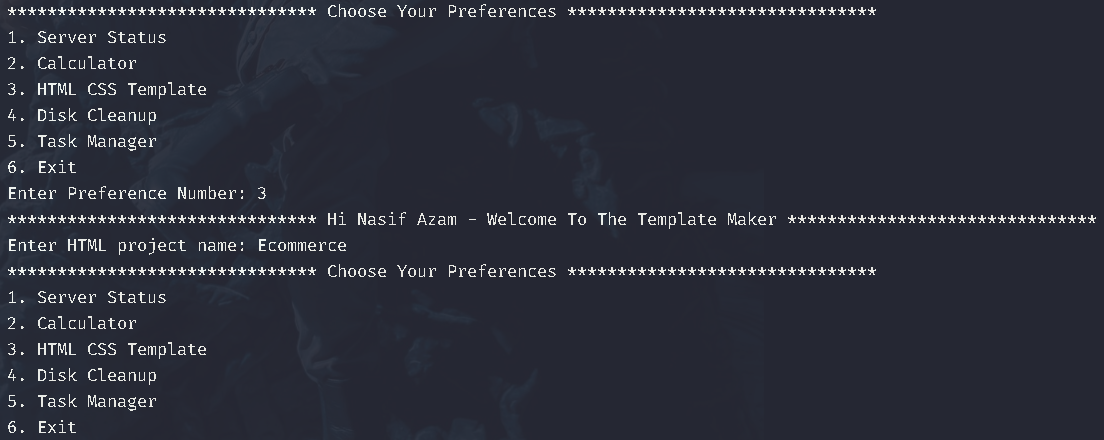 ******************************* Choose Your Preferences *******************************
1. Server Status
2. Calculator
3. HTML CSS Template
4. Disk Cleanup
5. Task Manager
6. Exit
Enter Preference Number: 3
******************************* Hi Nasif Azam - Welcome To The Template Maker *******************************
Enter HTML project name: Ecommerce
******************************* Choose Your Preferences *******************************
1. Server Status
2. Calculator
3. HTML CSS Template
4. Disk Cleanup
5. Task Manager
6. Exit